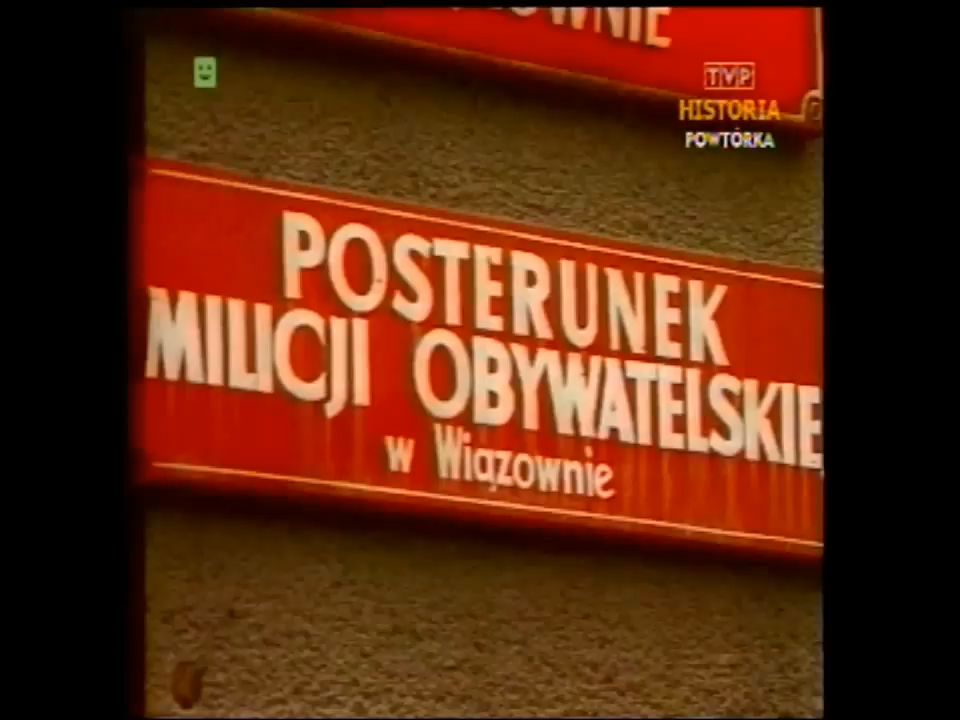 TVP
HISTORIA
POWTÓRKA
POSTERUNEK
MILICJI OBYWATELSKIE
w Wiązownie